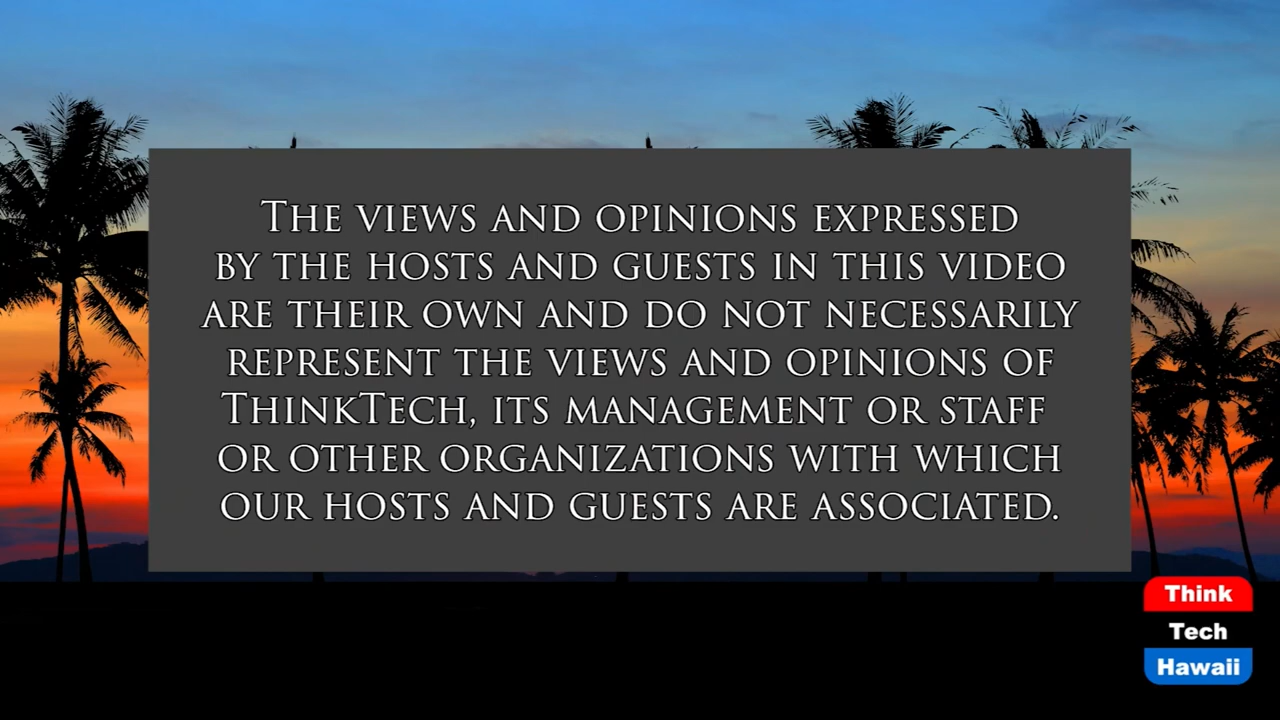 The views and opinions expressed
by the hosts and guests in this video
are their own and do not necessarily
represent the views and opinions of
ThinkTech, its management or staff
or other organizations with which
our hosts and guests are associated.
Think
Tech
Hawaii